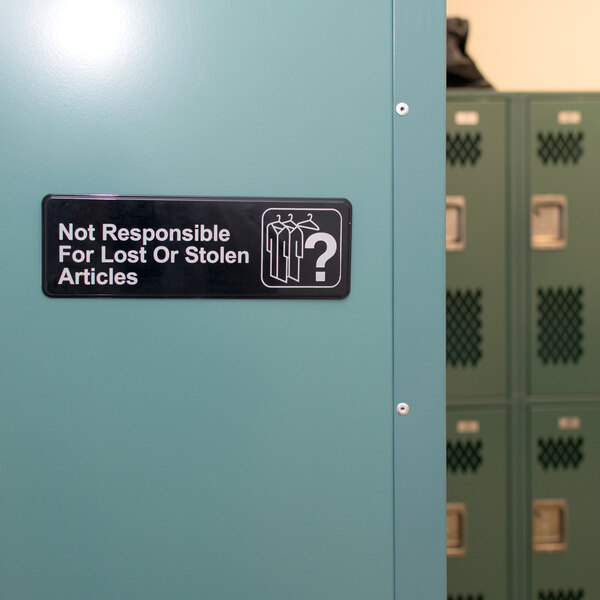 Not Responsible
For Lost Or Stolen
Articles
?